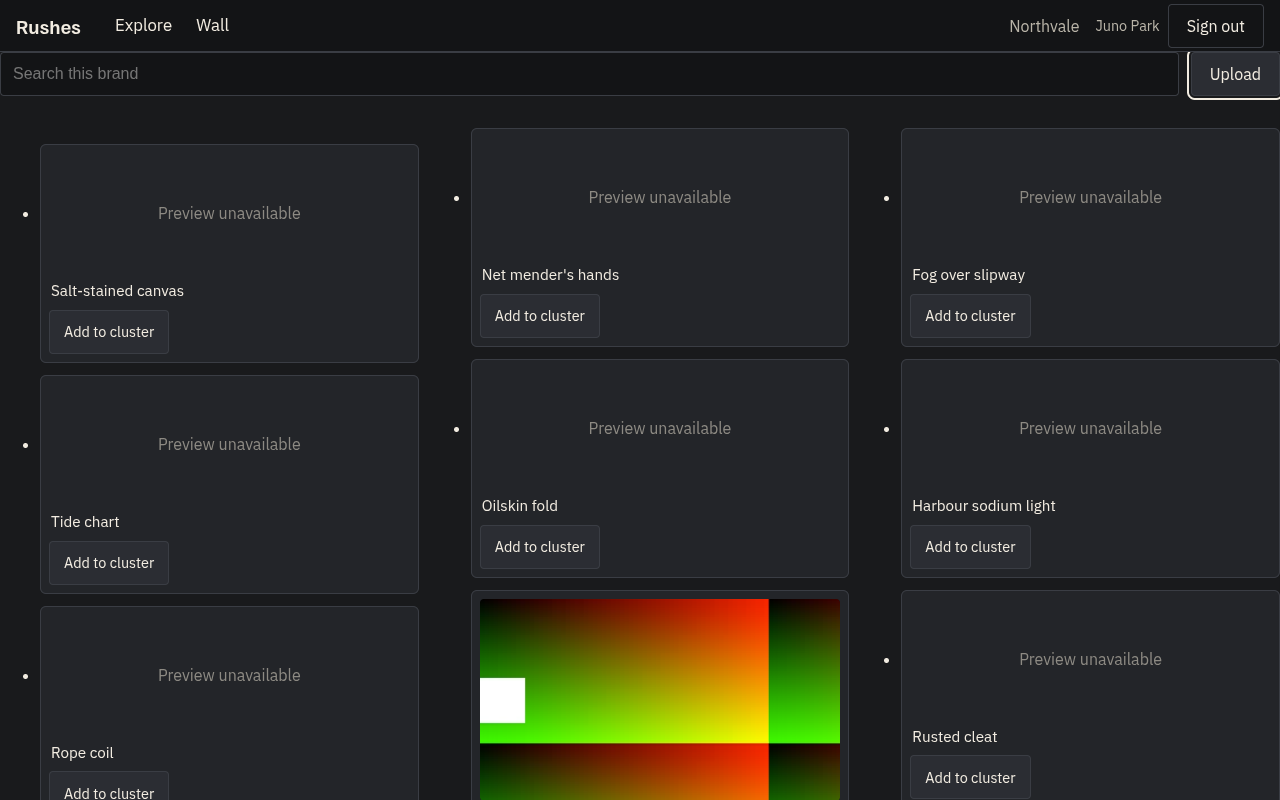 Rushes
Explore
Wall
Northvale
Juno Park
Sign out
Search this brand
Upload
Preview unavailable
Salt-stained canvas
Add to cluster
Preview unavailable
Tide chart
Add to cluster
Preview unavailable
Rope coil
Add to cluster
Preview unavailable
Net mender's hands
Add to cluster
Preview unavailable
Oilskin fold
Add to cluster
Preview unavailable
Fog over slipway
Add to cluster
Preview unavailable
Harbour sodium light
Add to cluster
Preview unavailable
Rusted cleat
Add to cluster